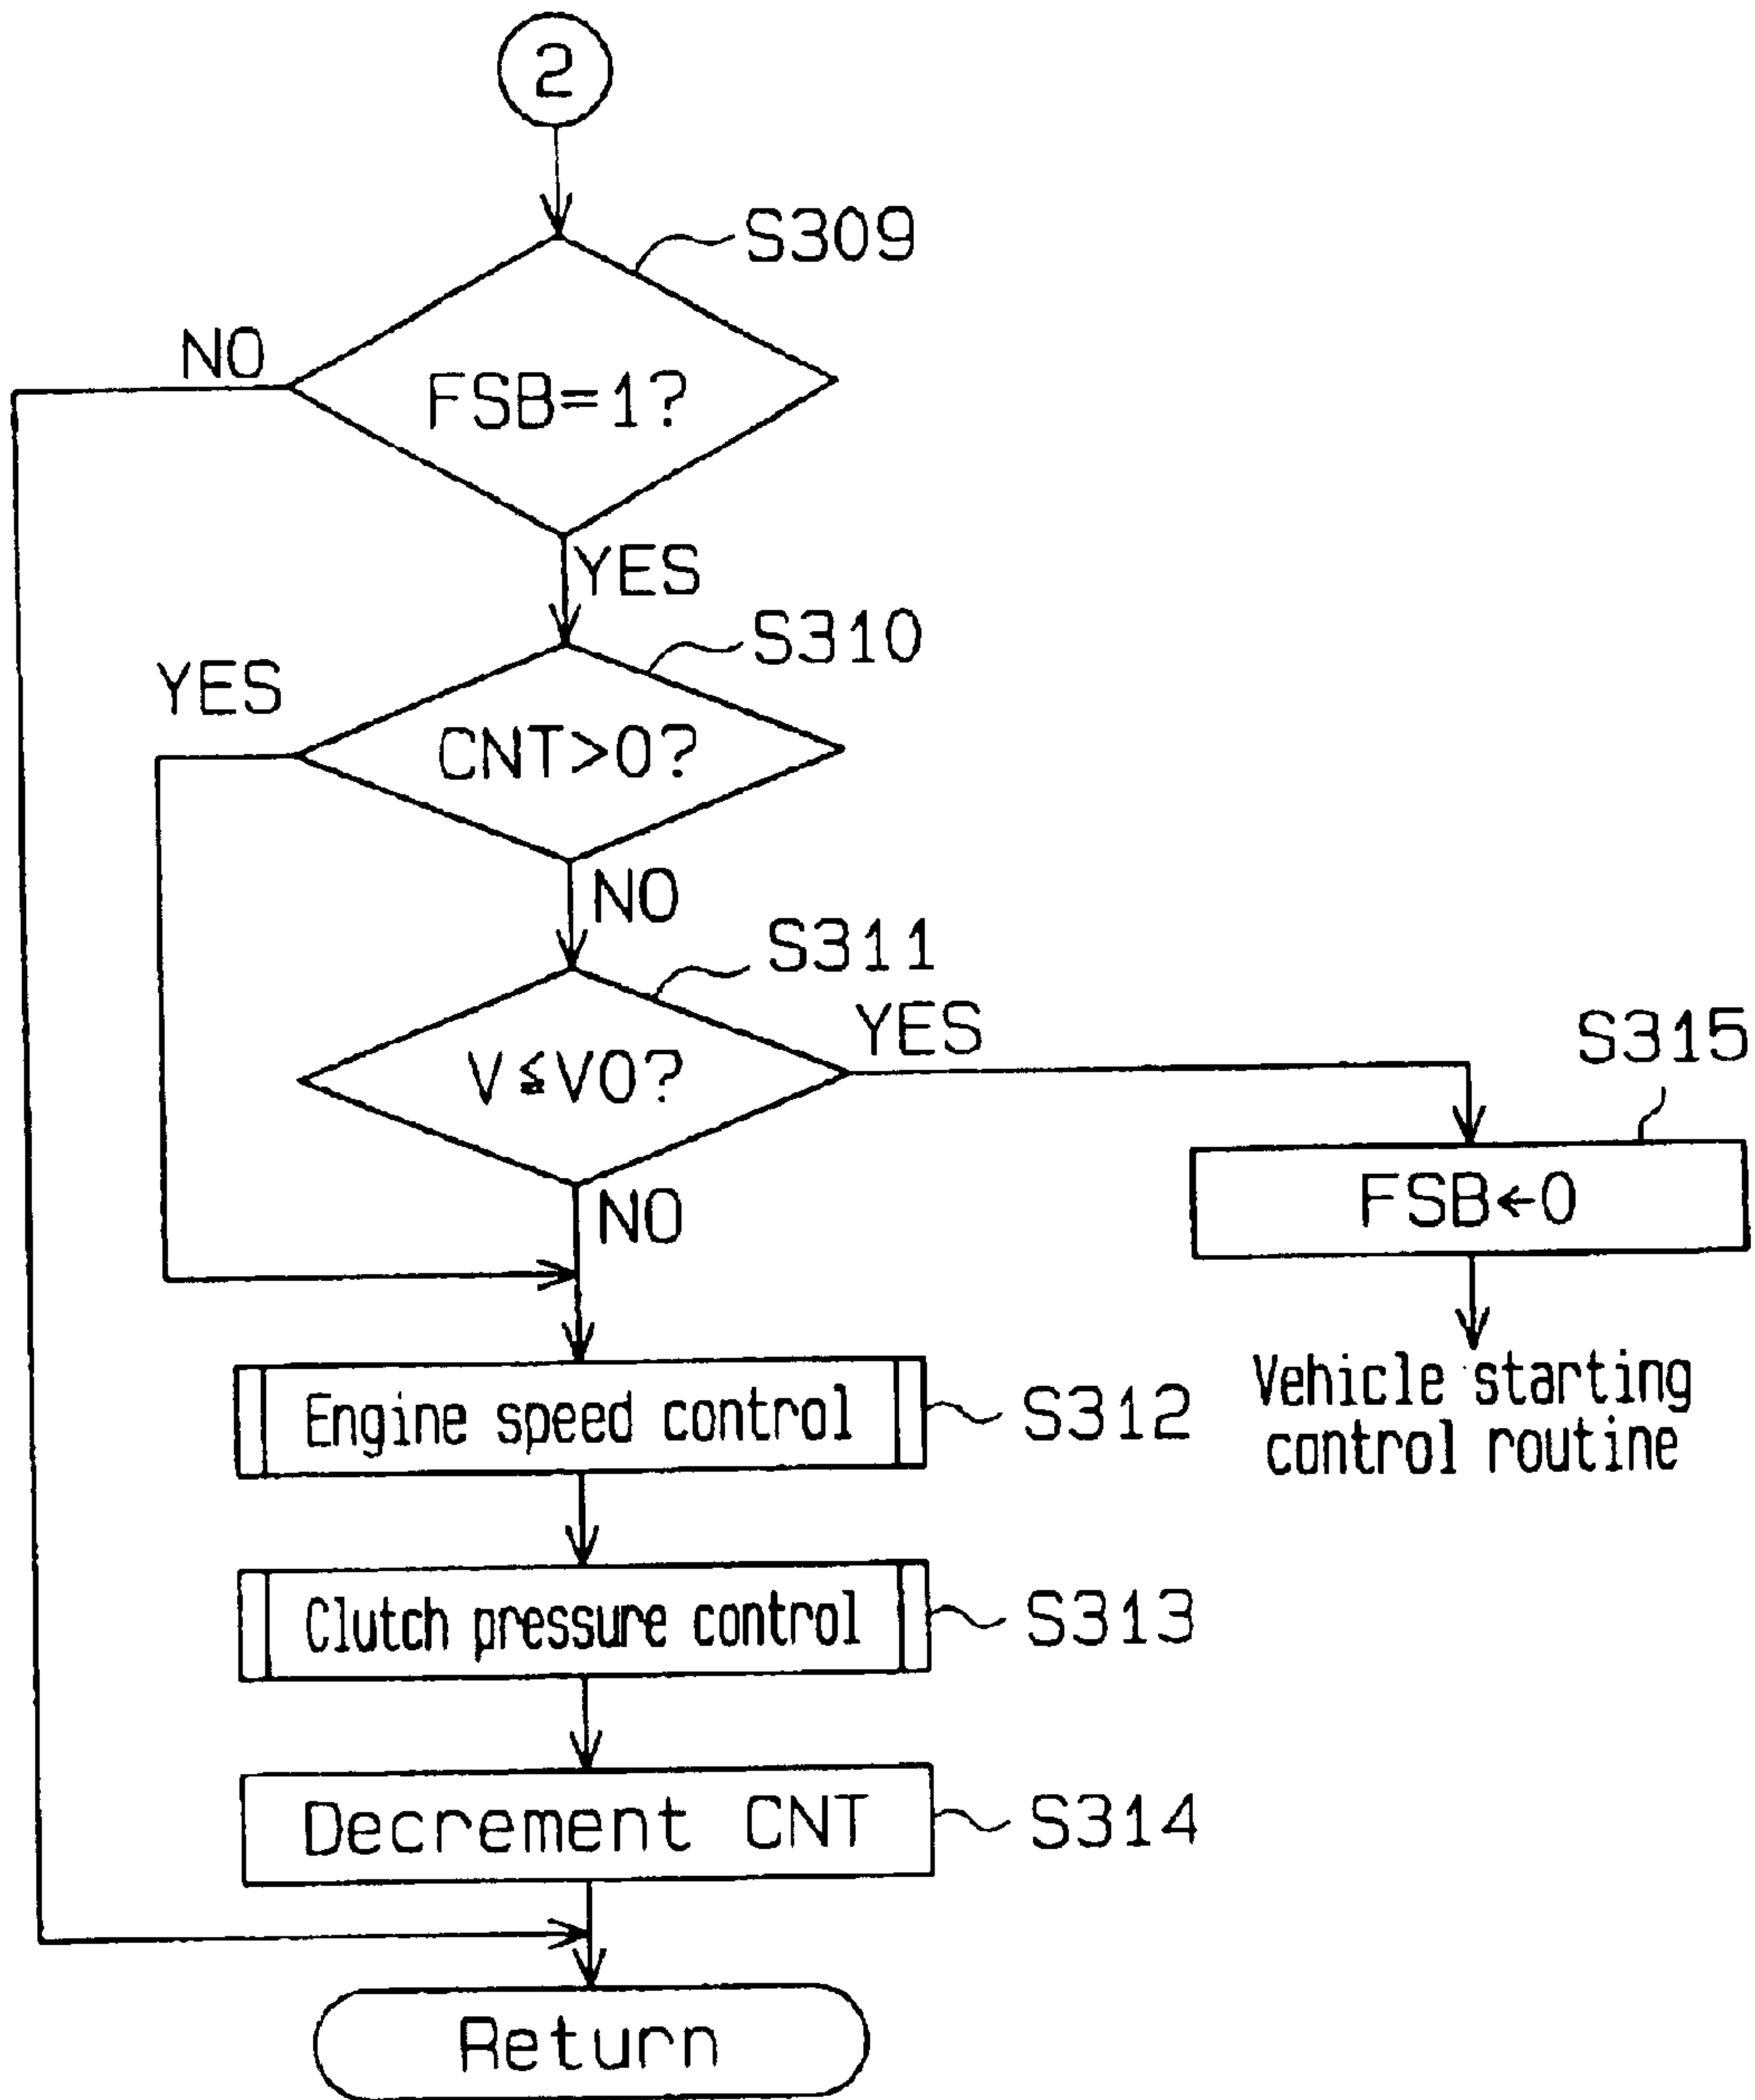 2
S309
NO
FSB=1?
YES
S310
YES
CNT>0?
NO
S311
YES
V≦V0?
S315
NO
FSB←0
Engine speed control
S312
Vehicle starting
control routine
Clutch pressure control
S313
Decrement CNT
S314
Return